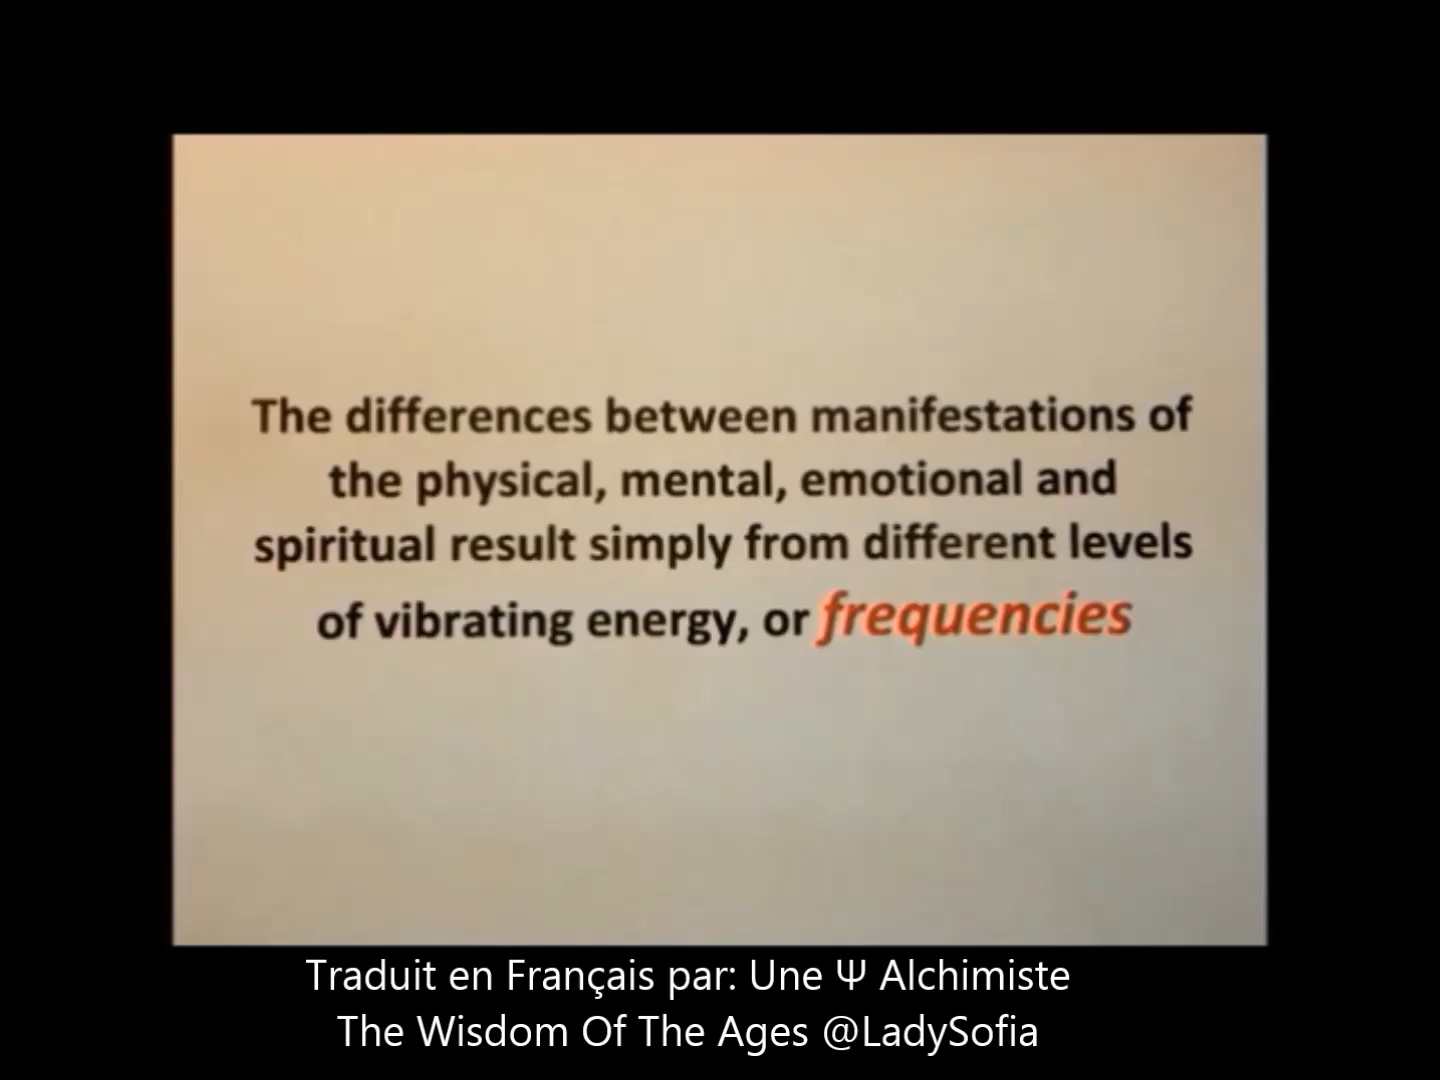 The differences between manifestations of
the physical, mental, emotional and
spiritual result simply from different levels
of vibrating energy, or frequencies
Traduit en Français par: Une Ψ Alchimiste
The Wisdom Of The Ages @LadySofia